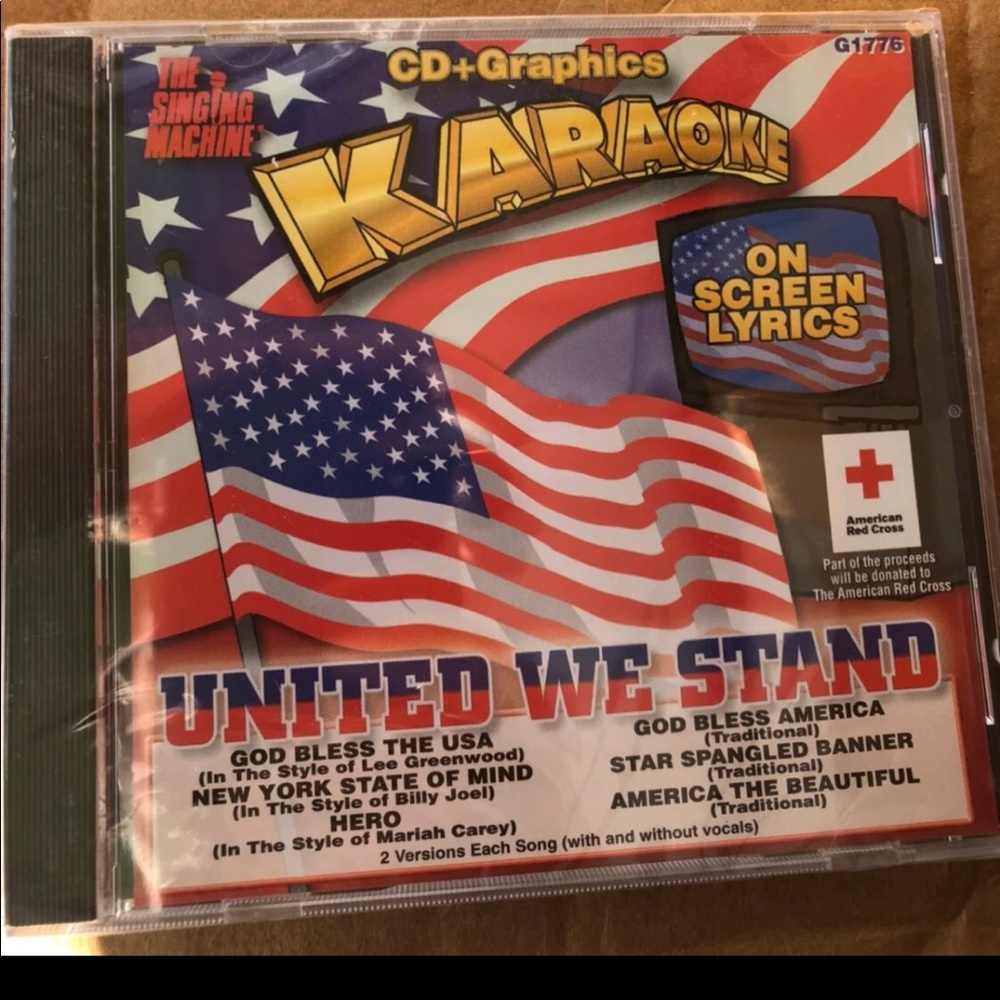 G1776
THE
SINGING
MACHINE
CD+Graphics
KARAOKE
ON
SCREEN
LYRICS
American
Red Cross
Part of the proceeds
will be donated to
The American Red Cross
UNITED WE STAND
GOD BLESS THE USA
(In The Style of Lee Greenwood)
NEW YORK STATE OF MIND
(In The Style of Billy Joel)
HERO
(In The Style of Mariah Carey)
GOD BLESS AMERICA
(Traditional)
STAR SPANGLED BANNER
(Traditional)
AMERICA THE BEAUTIFUL
(Traditional)
2 Versions Each Song (with and without vocals)